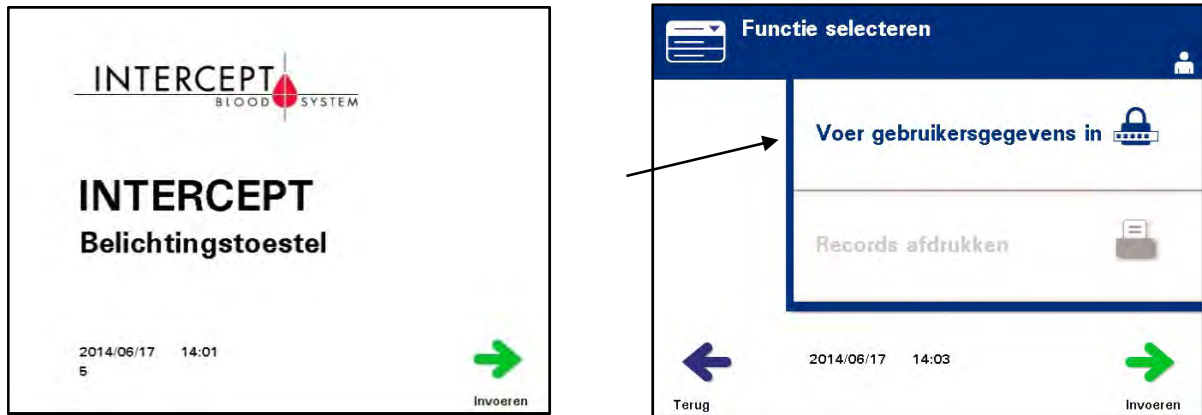 INTERCEPT
BLOOD SYSTEM
INTERCEPT
Belichtingstoestel
2014/06/17 14:01
5
Invoeren
Functie selecteren
Voer gebruikersgegevens in
*****
Records afdrukken
2014/06/17 14:03
Terug
Invoeren